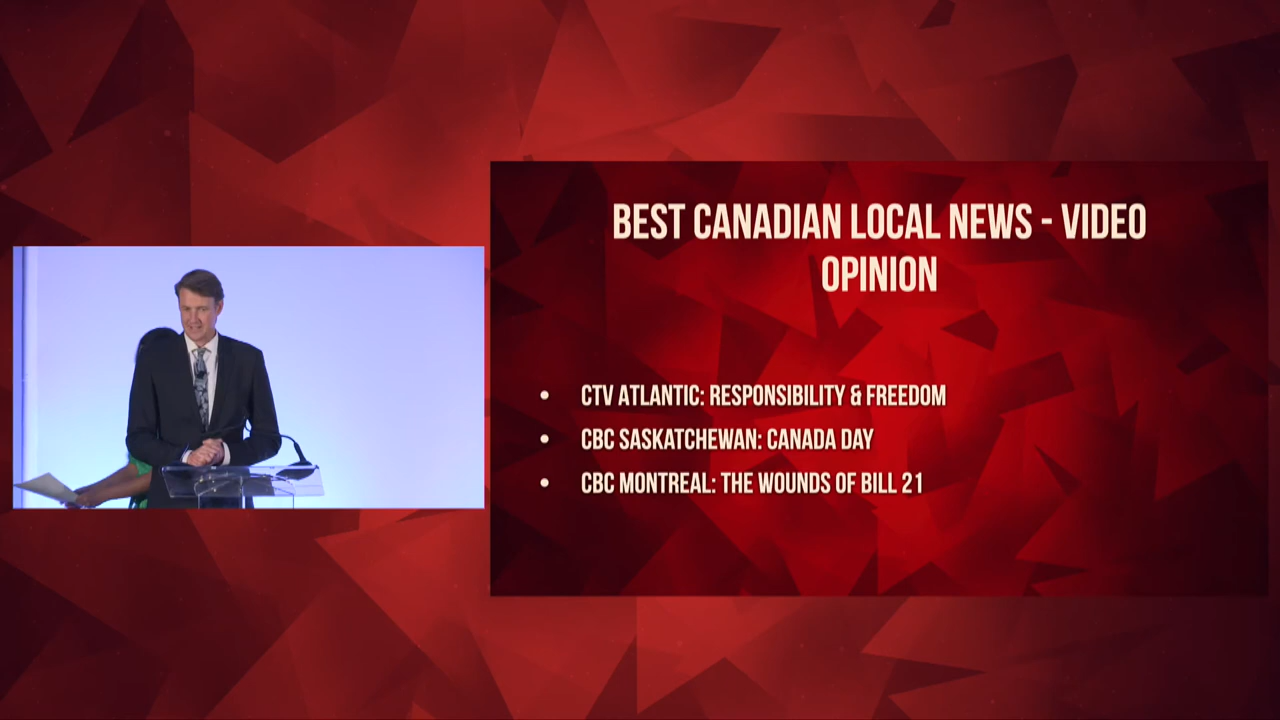 BEST CANADIAN LOCAL NEWS - VIDEO
OPINION
• CTV ATLANTIC: RESPONSIBILITY & FREEDOM
• CBC SASKATCHEWAN: CANADA DAY
• CBC MONTREAL: THE WOUNDS OF BILL 21